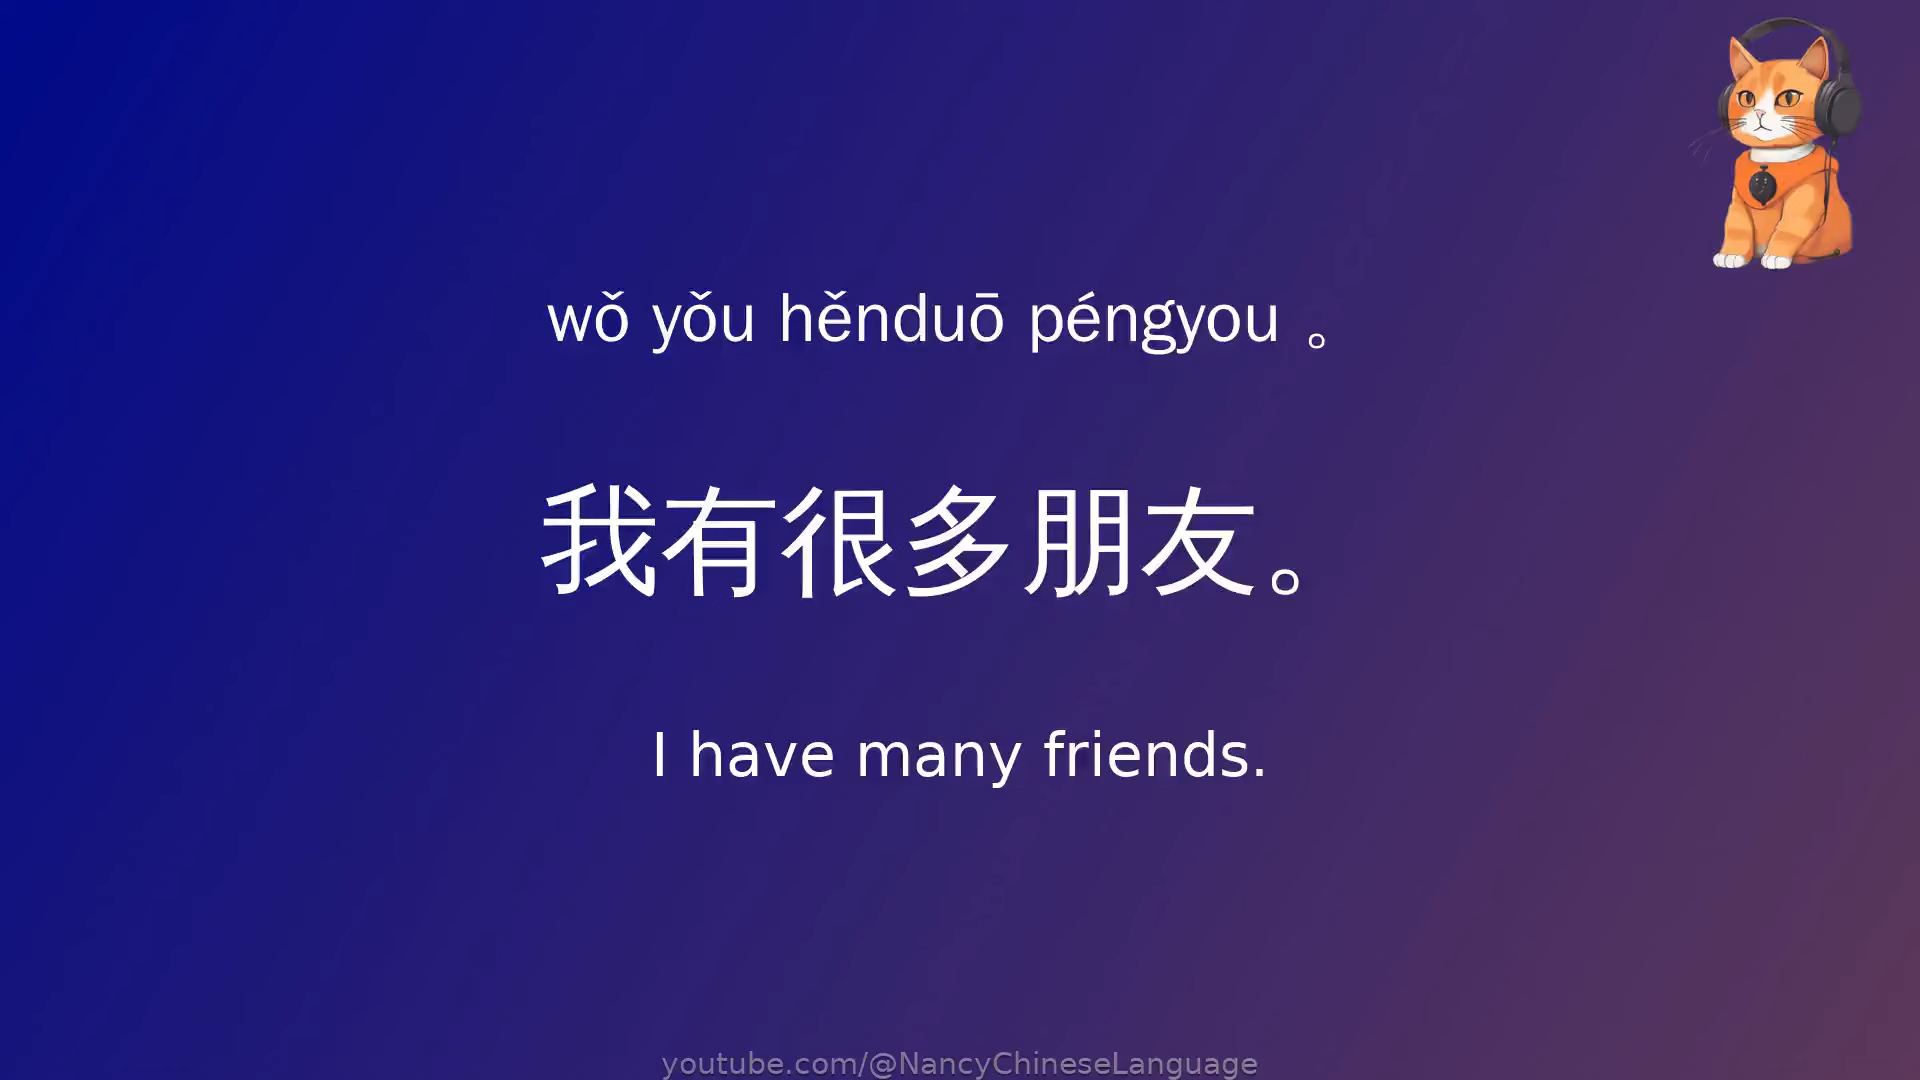 wǒ yǒu hěnduō péngyou 。
我有很多朋友。
I have many friends.
youtube.com/@NancyChineseLanguage